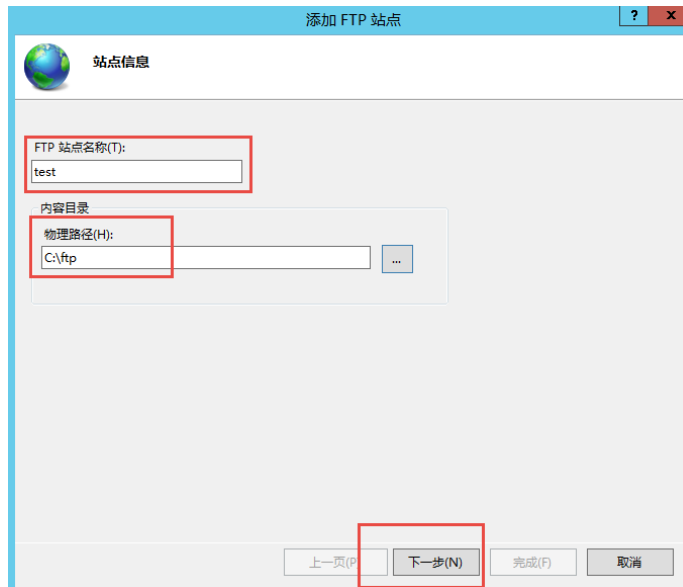 添加 FTP 站点
? x
站点信息
FTP 站点名称(T):
test
内容目录
物理路径(H):
C:\ftp
...
上一页(P
下一步(N)
完成(F)
取消